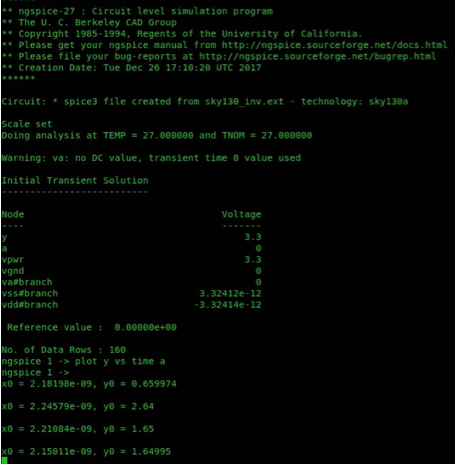 ******
** ngspice-27 : Circuit level simulation program
** The U. C. Berkeley CAD Group
** Copyright 1985-1994, Regents of the University of California.
** Please get your ngspice manual from http://ngspice.sourceforge.net/docs.html
** Please file your bug-reports at http://ngspice.sourceforge.net/bugrep.html
** Creation Date: Tue Dec 26 17:10:20 UTC 2017
******
Circuit: * spice3 file created from sky130_inv.ext - technology: sky130a
Scale set
Doing analysis at TEMP = 27.000000 and TNOM = 27.000000
Warning: va: no DC value, transient time 0 value used
Initial Transient Solution
--------------------------
Node Voltage
---- -------
y 3.3
a 0
vpwr 3.3
vgnd 0
va#branch 0
vss#branch 3.32412e-12
vdd#branch -3.32414e-12
Reference value : 0.00000e+00
No. of Data Rows : 160
ngspice 1 -> plot y vs time a
ngspice 1 ->
x0 = 2.18198e-09, y0 = 0.659974
x0 = 2.24579e-09, y0 = 2.64
x0 = 2.21084e-09, y0 = 1.65
x0 = 2.15011e-09, y0 = 1.64995